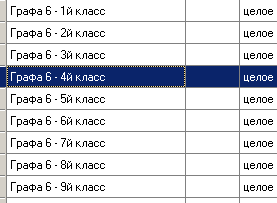 Графа 6 - 1й класс целое
Графа 6 - 2й класс целое
Графа 6 - 3й класс целое
Графа 6 - 4й класс целое
Графа 6 - 5й класс целое
Графа 6 - 6й класс целое
Графа 6 - 7й класс целое
Графа 6 - 8й класс целое
Графа 6 - 9й класс целое